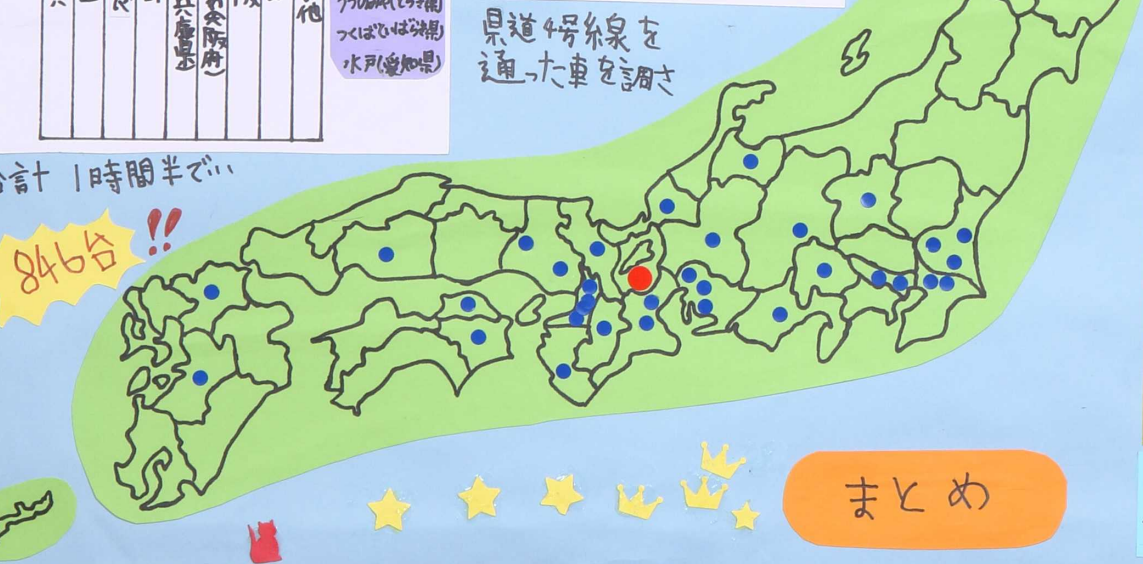 他
兵庫県)
大阪府)
つくば(いばらき県)
水戸(愛知県)
県道4号線を
通った車を調さ
合計 1時間半で…
846台
!!
まとめ